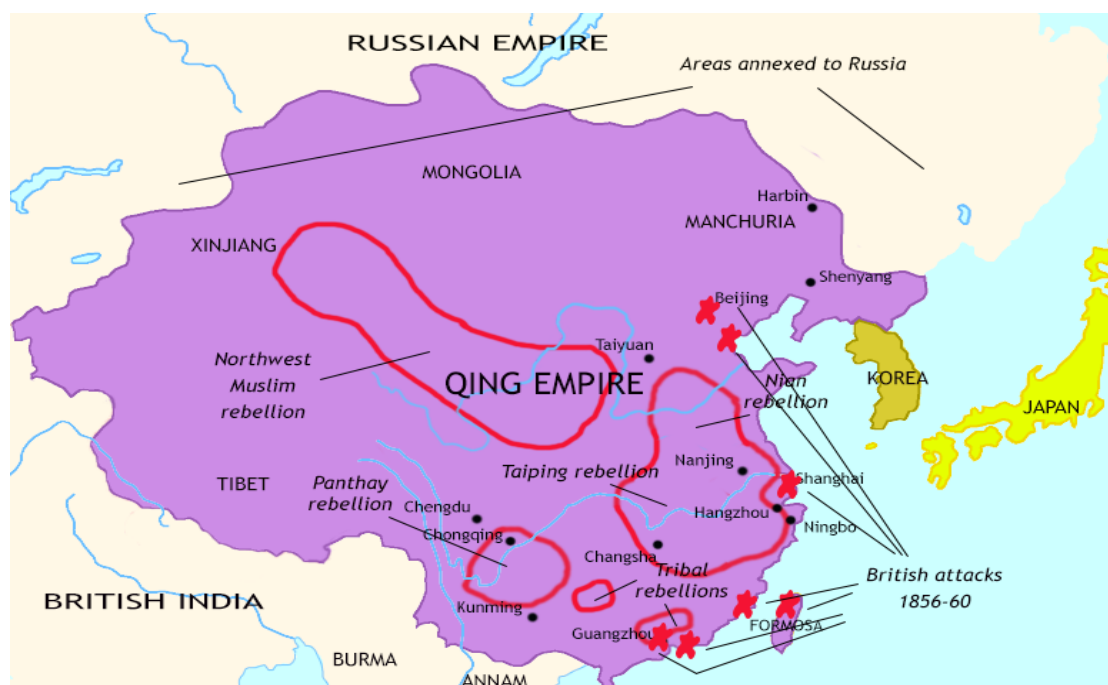 RUSSIAN EMPIRE
Areas annexed to Russia
MONGOLIA
Harbin
MANCHURIA
XINJIANG
Shenyang
Beijing
Taiyuan
Northwest
Muslim
rebellion
QING EMPIRE
Nian
rebellion
KOREA
JAPAN
Nanjing
Taiping rebellion
Shanghai
TIBET
Panthay
rebellion
Chengdu
Chongqing
Hangzhou
Ningbo
Changsha
Tribal
rebellions
British attacks
1856-60
BRITISH INDIA
Kunming
Guangzhou
FORMOSA
BURMA
ANNAM